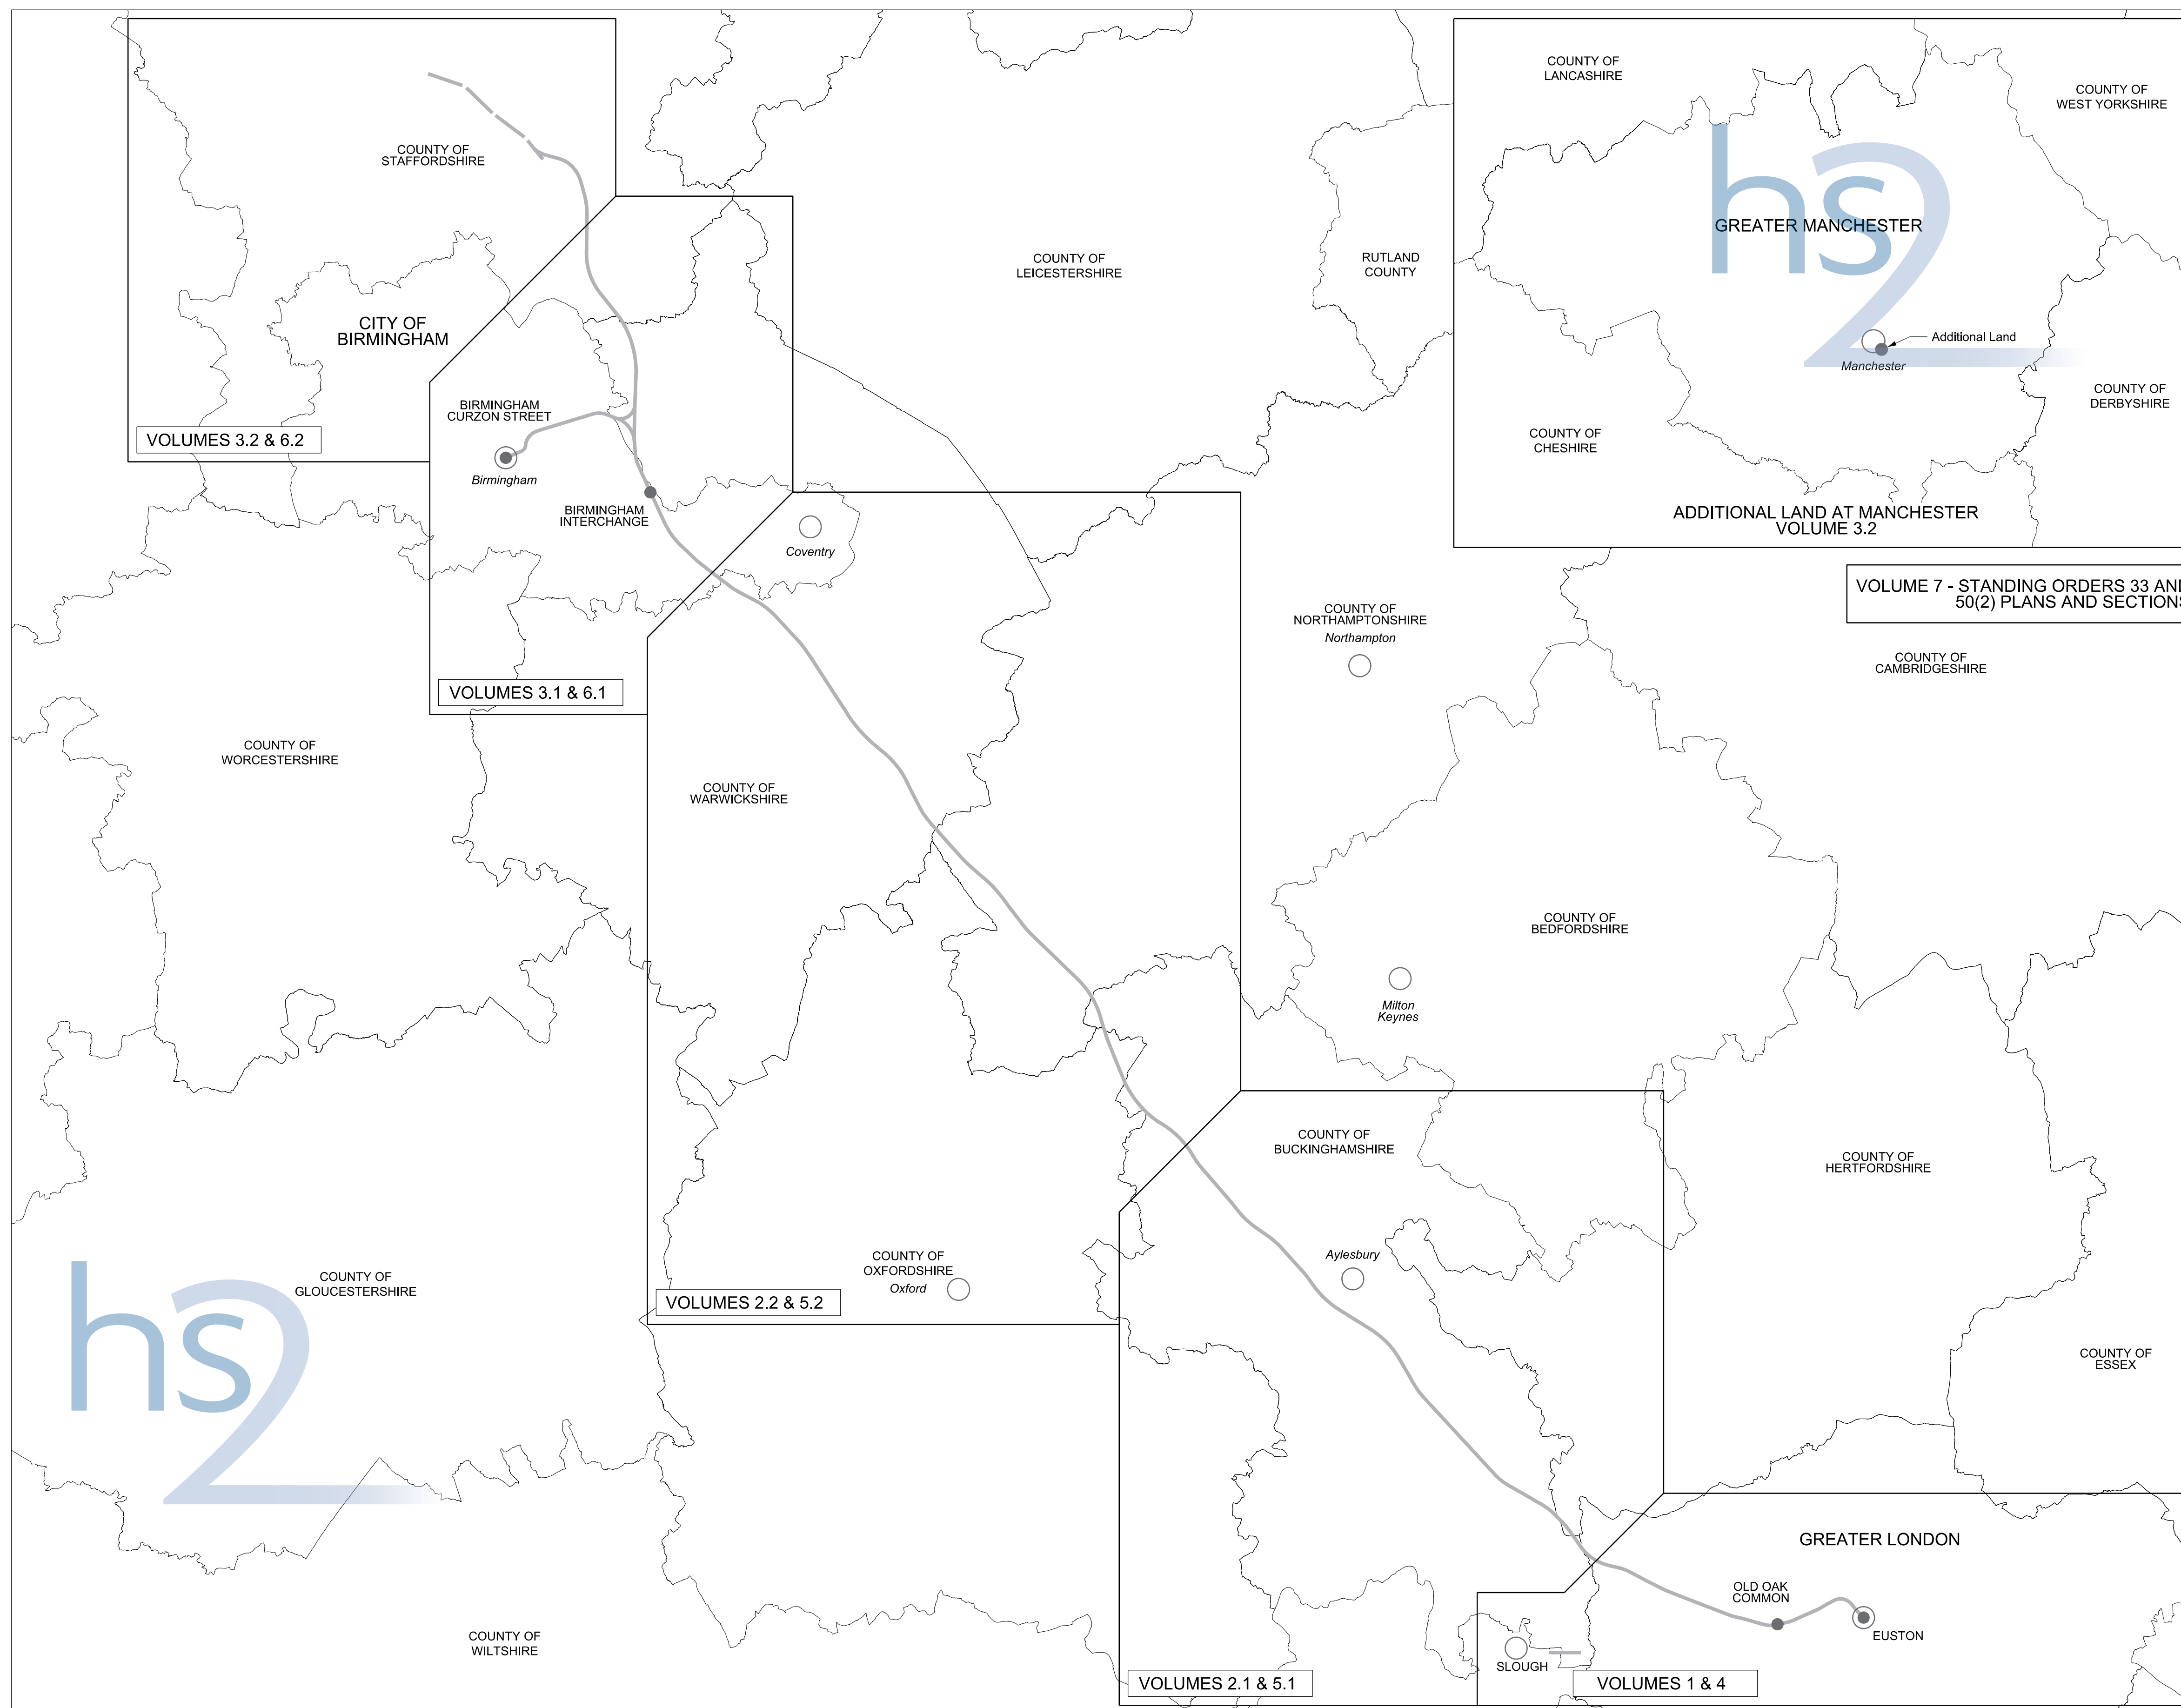 COUNTY OF
LANCASHIRE
COUNTY OF
WEST YORKSHIRE
hs2
GREATER MANCHESTER
Additional Land
Manchester
COUNTY OF
DERBYSHIRE
COUNTY OF
CHESHIRE
ADDITIONAL LAND AT MANCHESTER
VOLUME 3.2
COUNTY OF
STAFFORDSHIRE
COUNTY OF
LEICESTERSHIRE
RUTLAND
COUNTY
CITY OF
BIRMINGHAM
BIRMINGHAM
CURZON STREET
VOLUMES 3.2 & 6.2
Birmingham
BIRMINGHAM
INTERCHANGE
Coventry
VOLUME 7 - STANDING ORDERS 33 AN
50(2) PLANS AND SECTIONS
COUNTY OF
NORTHAMPTONSHIRE
Northampton
COUNTY OF
CAMBRIDGESHIRE
VOLUMES 3.1 & 6.1
COUNTY OF
WORCESTERSHIRE
COUNTY OF
WARWICKSHIRE
COUNTY OF
BEDFORDSHIRE
Milton
Keynes
COUNTY OF
BUCKINGHAMSHIRE
COUNTY OF
HERTFORDSHIRE
Aylesbury
COUNTY OF
OXFORDSHIRE
Oxford
COUNTY OF
GLOUCESTERSHIRE
hs2
VOLUMES 2.2 & 5.2
COUNTY OF
ESSEX
GREATER LONDON
OLD OAK
COMMON
EUSTON
COUNTY OF
WILTSHIRE
SLOUGH
VOLUMES 2.1 & 5.1
VOLUMES 1 & 4